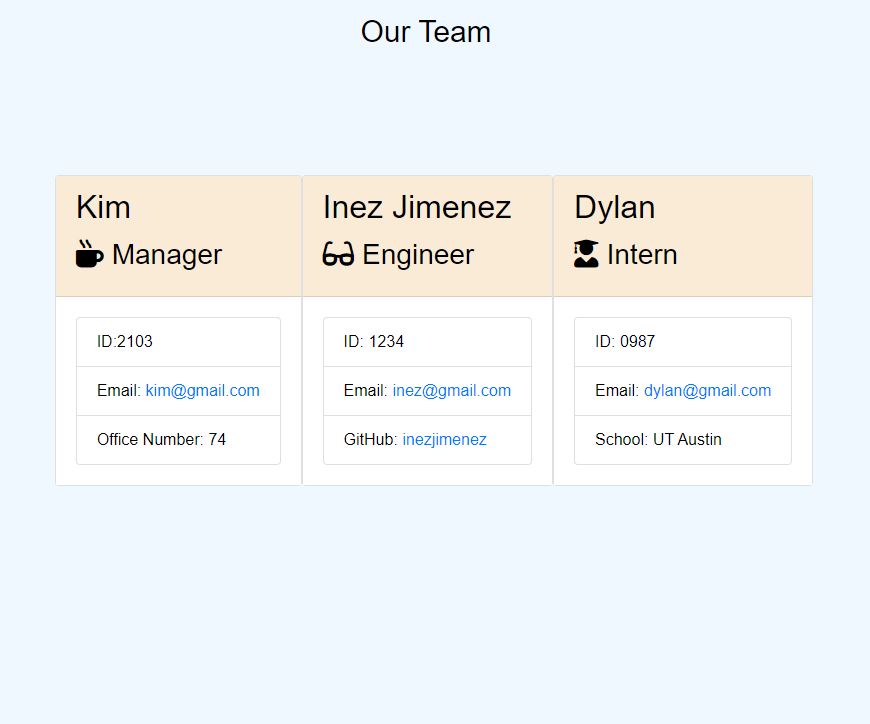 Our Team
Kim
Manager
ID:2103
Email: kim@gmail.com
Office Number: 74
Inez Jimenez
Engineer
ID: 1234
Email: inez@gmail.com
GitHub: inezjimenez
Dylan
Intern
ID: 0987
Email: dylan@gmail.com
School: UT Austin